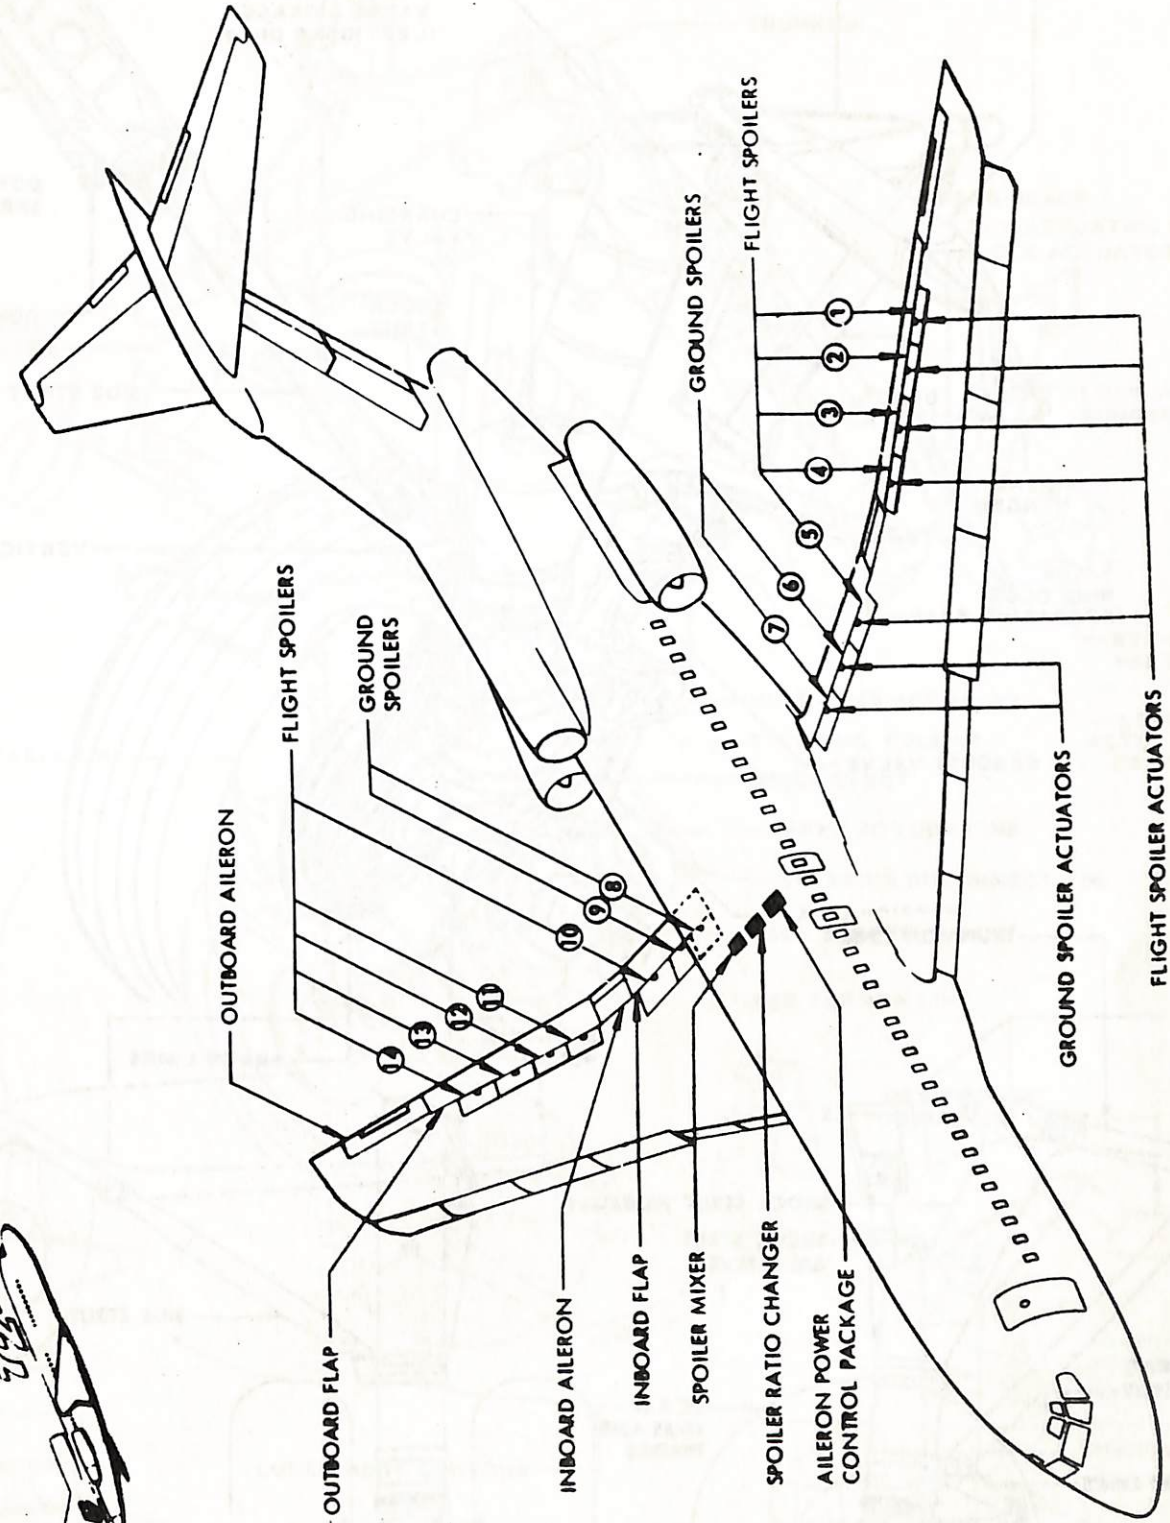 OUTBOARD FLAP
OUTBOARD AILERON
FLIGHT SPOILERS
GROUND
SPOILERS
14
13
12
11
10
9
8
INBOARD AILERON
INBOARD FLAP
SPOILER MIXER
SPOILER RATIO CHANGER
AILERON POWER
CONTROL PACKAGE
GROUND SPOILERS
FLIGHT SPOILERS
7
6
5
4
3
2
1
GROUND SPOILER ACTUATORS
FLIGHT SPOILER ACTUATORS